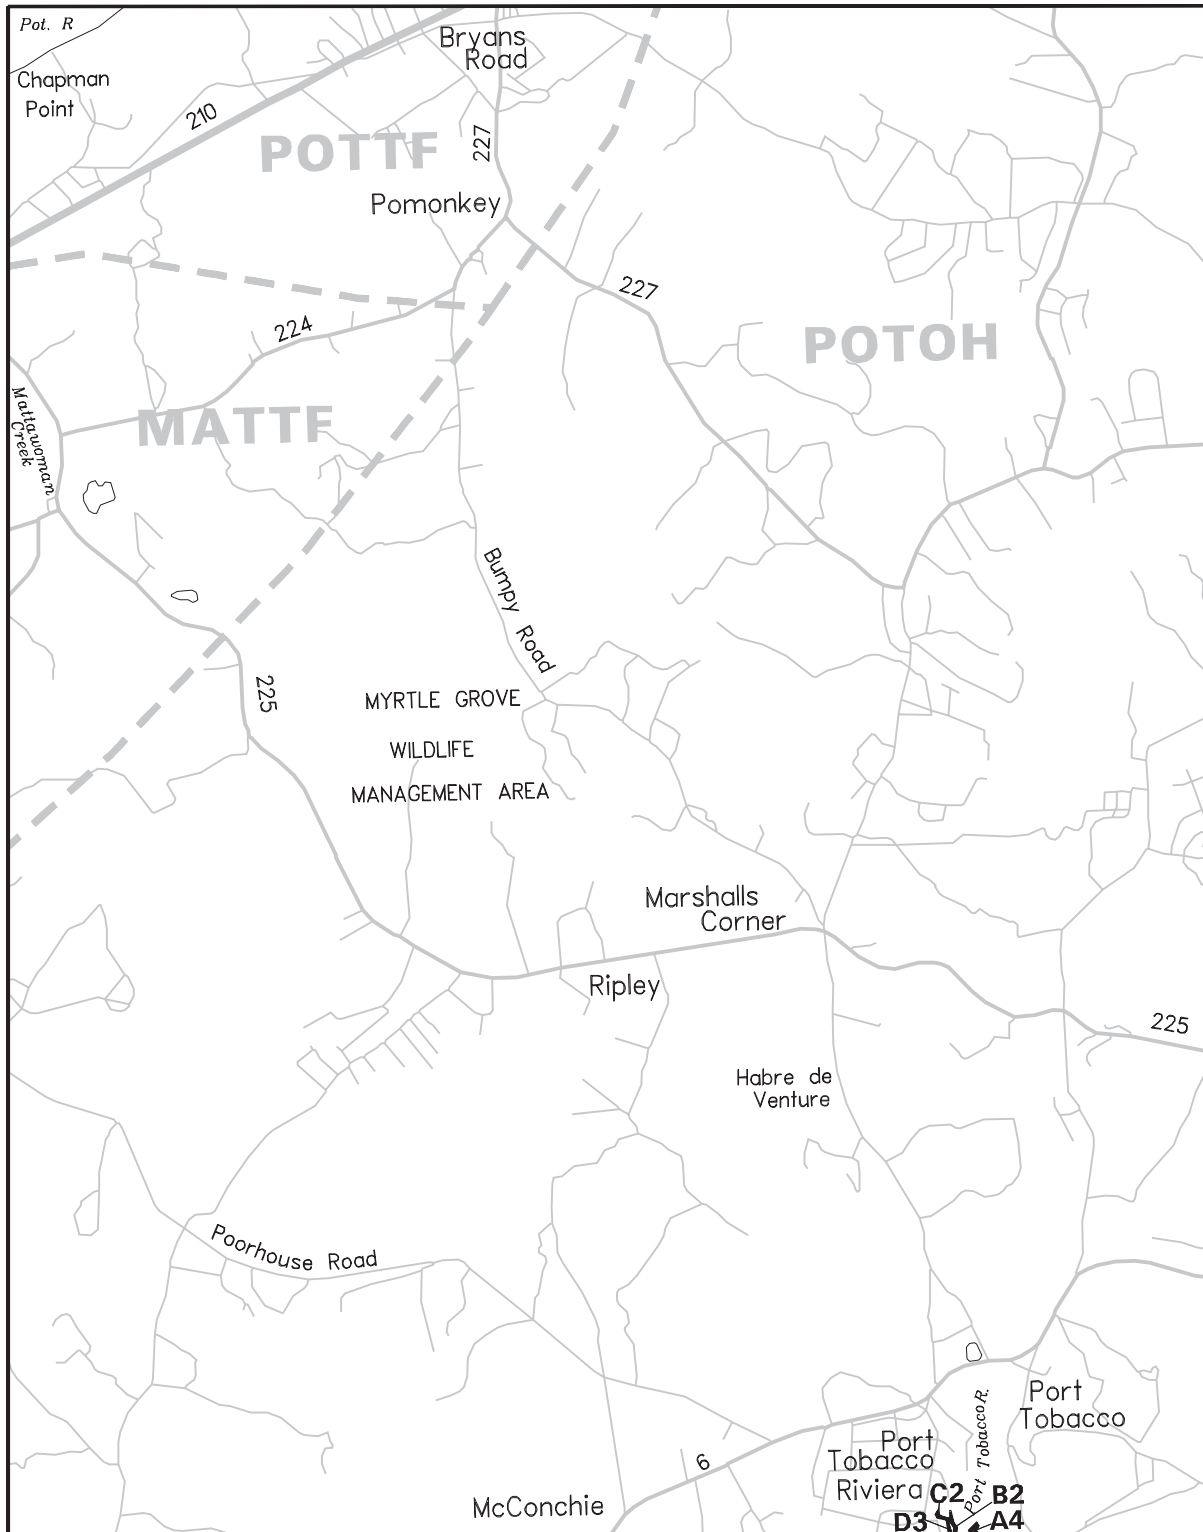 Pot. R
Bryans
Road
Chapman
Point
210
POTTF
227
Pomonkey
227
224
POTOH
MATTF
Mattawoman
Creek
Bumpy Road
225
MYRTLE GROVE
WILDLIFE
MANAGEMENT AREA
Marshalls
Corner
Ripley
225
Habre de
Venture
Poorhouse Road
Port
Tobacco
Port Tobacco R.
Port
Tobacco
Riviera
6
McConchie
C2
B2
D3
A4